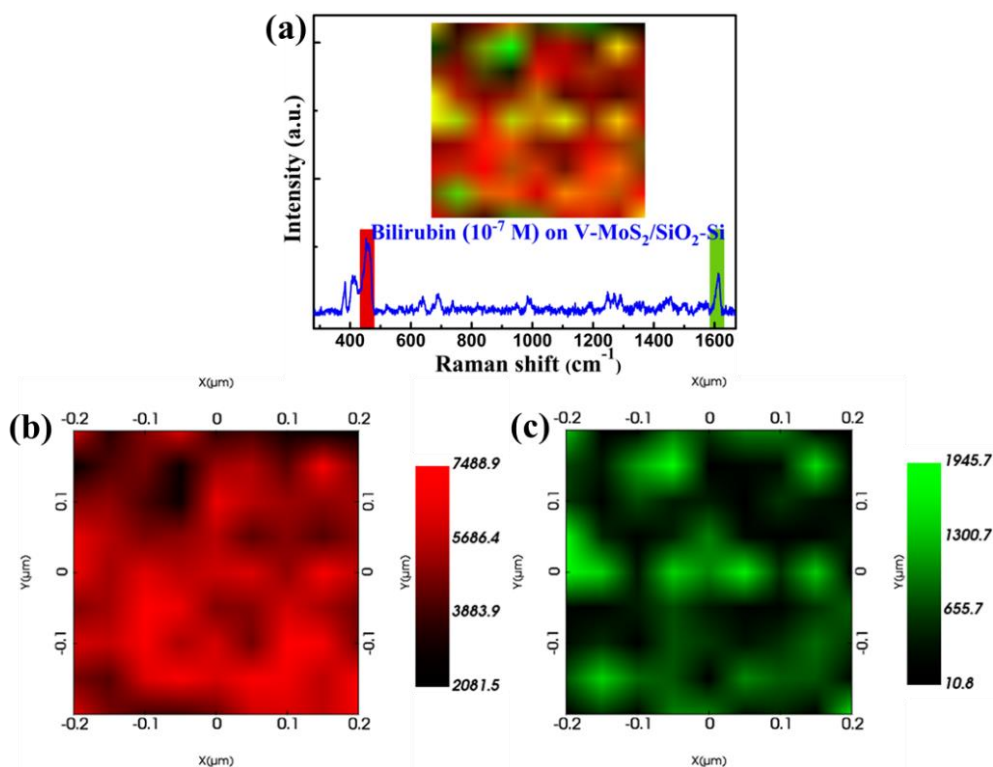 (a)
Intensity (a.u.)
Bilirubin (10⁻⁷ M) on V-MoS₂/SiO₂-Si
400 600 800 1000 1200 1400 1600
Raman shift (cm⁻¹)
(b)
X(µm)
-0.2 -0.1 0 0.1 0.2
Y(µm)
0.1 0 -0.1
0.1 0 -0.1
Y(µm)
-0.2 -0.1 0 0.1 0.2
X(µm)
7488.9
5686.4
3883.9
2081.5
(c)
X(µm)
-0.2 -0.1 0 0.1 0.2
Y(µm)
0.1 0 -0.1
0.1 0 -0.1
Y(µm)
-0.2 -0.1 0 0.1 0.2
X(µm)
1945.7
1300.7
655.7
10.8